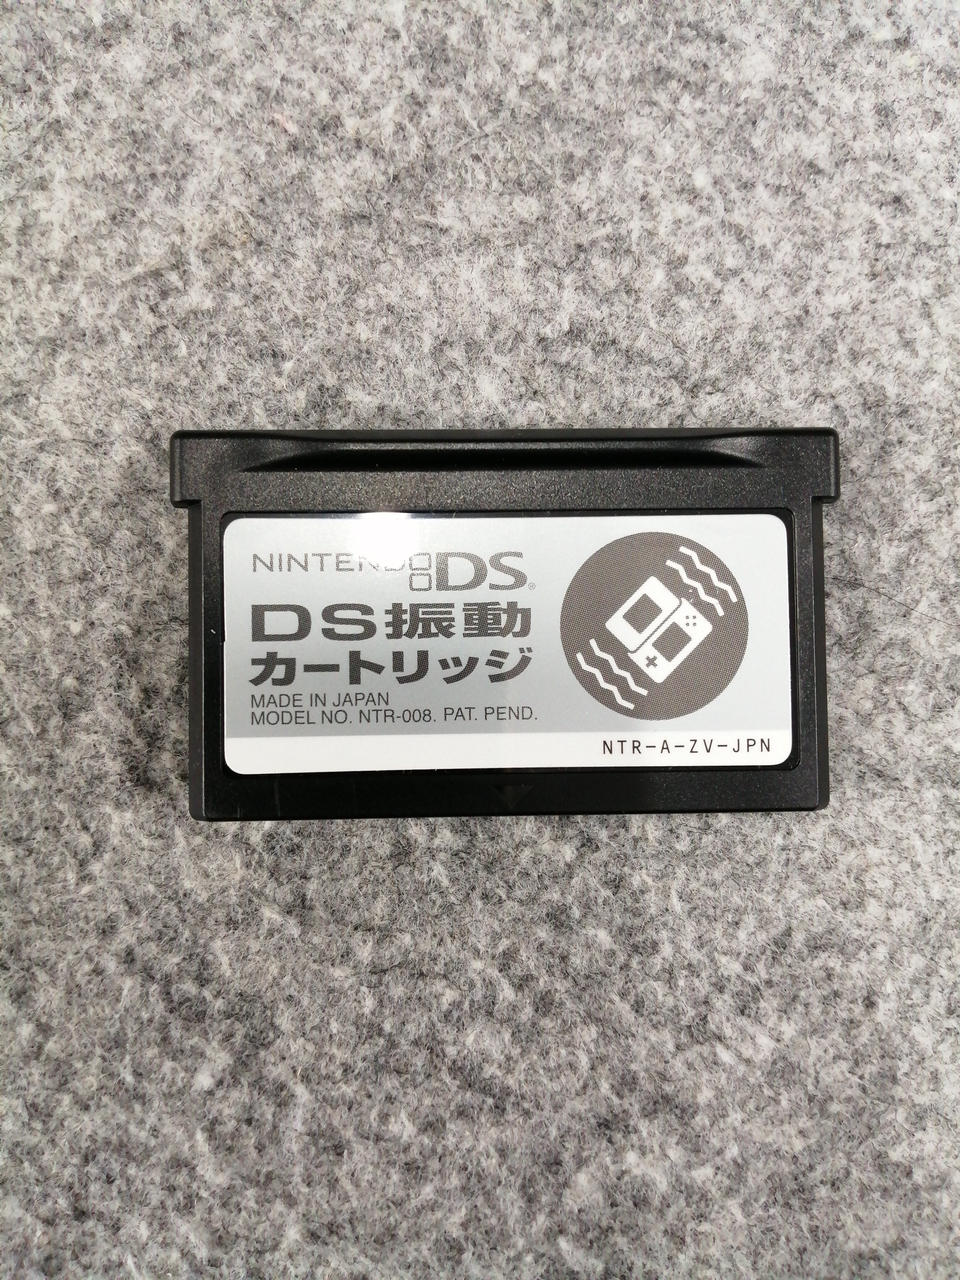 NINTENDO DS®
DS振動
カートリッジ
MADE IN JAPAN
MODEL NO. NTR-008. PAT. PEND.
NTR-A-ZV-JPN